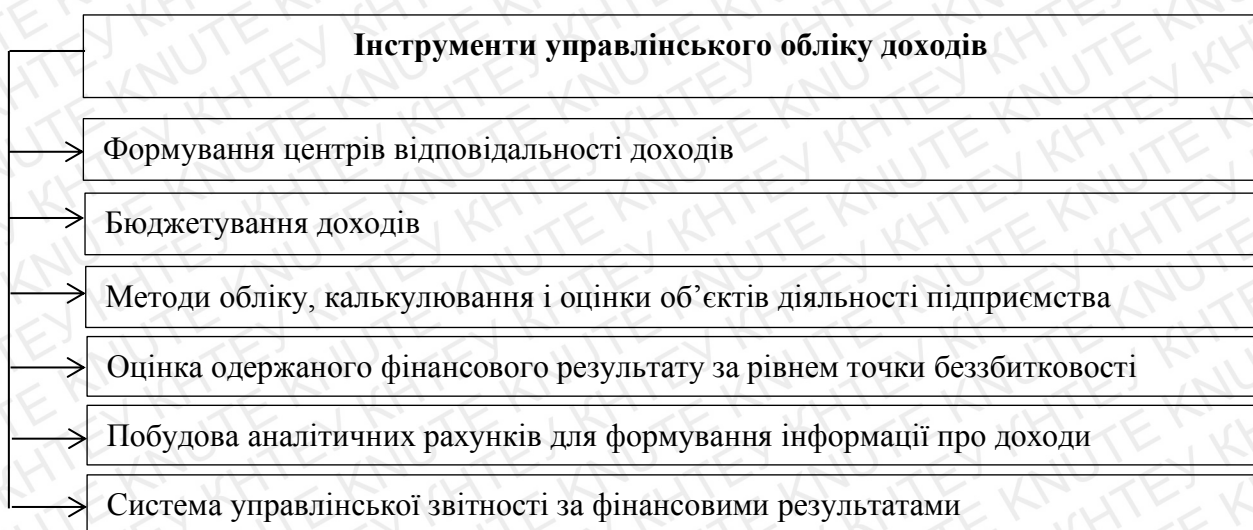 Інструменти управлінського обліку доходів
Формування центрів відповідальності доходів
Бюджетування доходів
Методи обліку, калькулювання і оцінки об’єктів діяльності підприємства
Оцінка одержаного фінансового результату за рівнем точки беззбитковості
Побудова аналітичних рахунків для формування інформації про доходи
Система управлінської звітності за фінансовими результатами